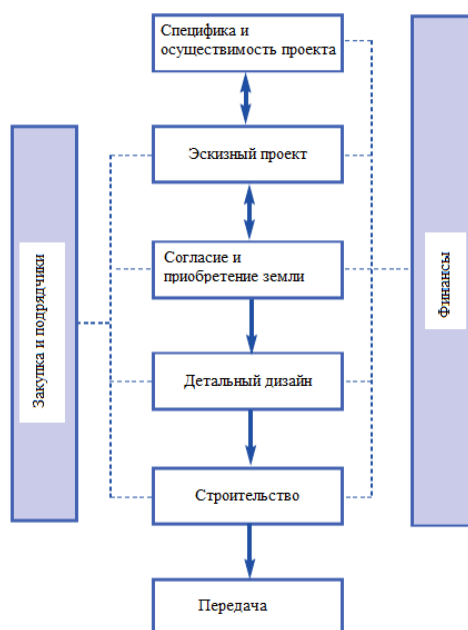 Специфика и
осуществимость проекта
Эскизный проект
Согласие и
приобретение земли
Детальный дизайн
Строительство
Передача
Закупка и подрядчики
Финансы